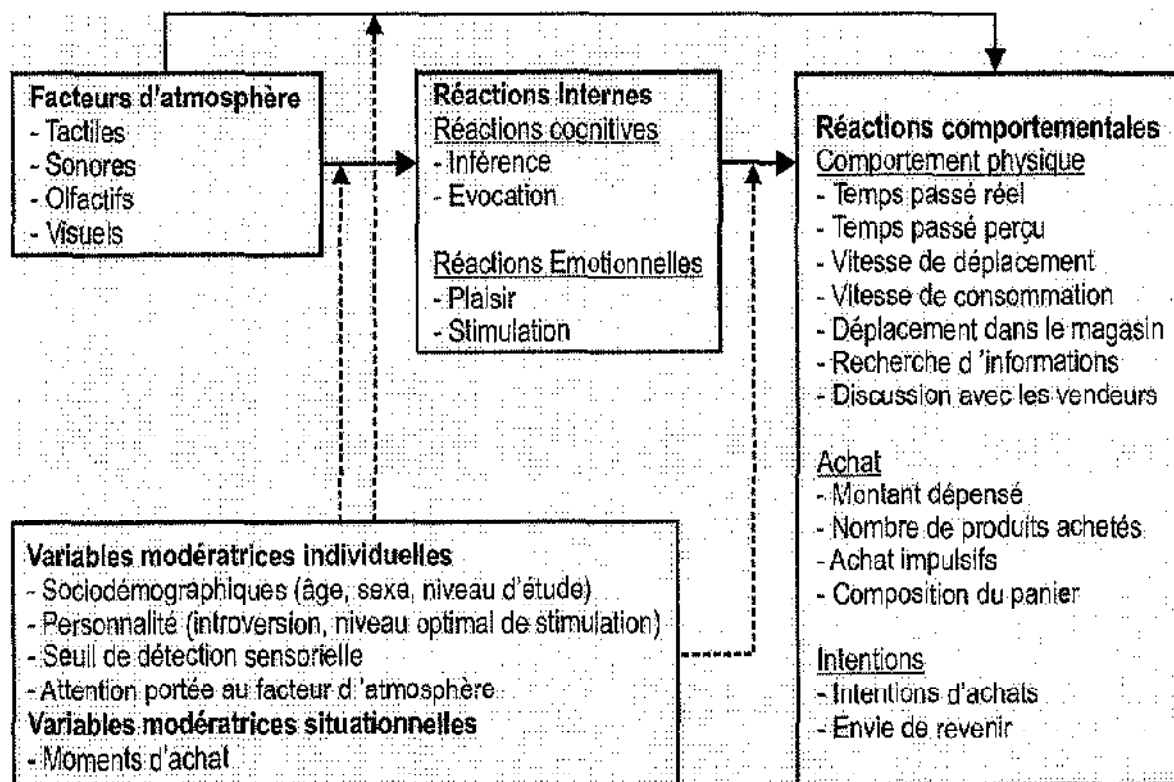 Facteurs d'atmosphère
- Tactiles
- Sonores
- Olfactifs
- Visuels
Réactions Internes
Réactions cognitives
- Inférence
- Evocation
Réactions Emotionnelles
- Plaisir
- Stimulation
Réactions comportementales
Comportement physique
- Temps passé réel
- Temps passé perçu
- Vitesse de déplacement
- Vitesse de consommation
- Déplacement dans le magasin
- Recherche d 'informations
- Discussion avec les vendeurs
Achat
- Montant dépensé
- Nombre de produits achetés
- Achat impulsifs
- Composition du panier
Intentions
- Intentions d'achats
- Envie de revenir
Variables modératrices individuelles
- Sociodémographiques (âge, sexe, niveau d'étude)
- Personnalité (introversion, niveau optimal de stimulation)
- Seuil de détection sensorielle
- Attention portée au facteur d 'atmosphère
Variables modératrices situationnelles
- Moments d'achat